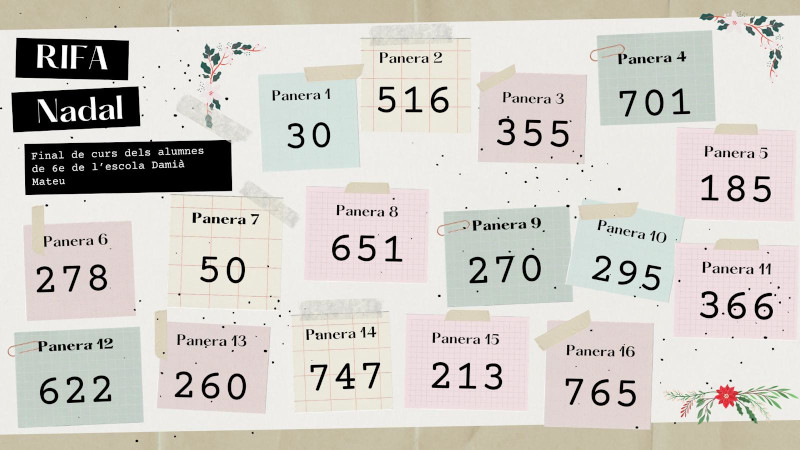 RIFA
Nadal
Final de curs dels alumnes
de 6e de l'escola Damià
Mateu
Panera 1
30
Panera 2
516
Panera 3
355
Panera 4
701
Panera 5
185
Panera 6
278
Panera 7
50
Panera 8
651
Panera 9
270
Panera 10
295
Panera 11
366
Panera 12
622
Panera 13
260
Panera 14
747
Panera 15
213
Panera 16
765